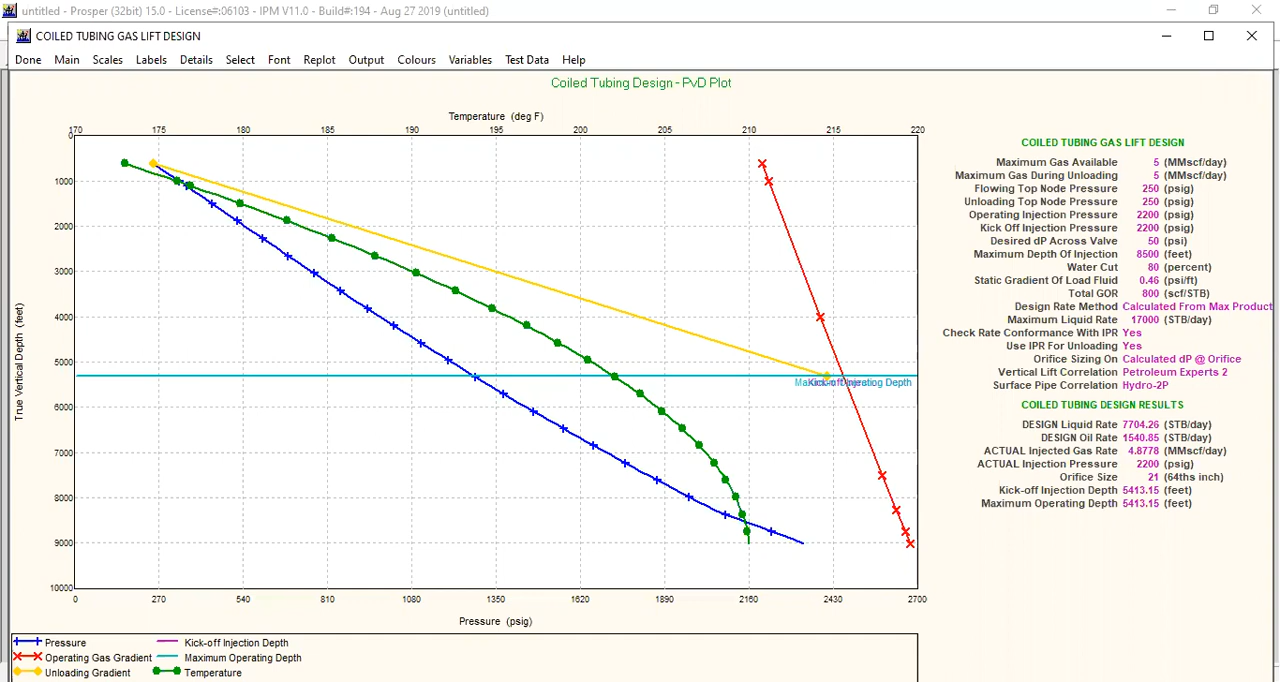 untitled - Prosper (32bit) 15.0 - License#:06103 - IPM V11.0 - Build#:194 - Aug 27 2019 (untitled)
COILED TUBING GAS LIFT DESIGN
Done Main Scales Labels Details Select Font Replot Output Colours Variables Test Data Help
Coiled Tubing Design - PvD Plot
Temperature (deg F)
170 175 180 185 190 195 200 205 210 215 220
0
1000
2000
3000
4000
5000
6000
7000
8000
9000
10000
True Vertical Depth (feet)
Kick-off Injection Depth
0 270 540 810 1080 1350 1620 1890 2160 2430 2700
Pressure (psig)
Pressure
Operating Gas Gradient
Unloading Gradient
Kick-off Injection Depth
Maximum Operating Depth
Temperature
COILED TUBING GAS LIFT DESIGN
Maximum Gas Available 5 (MMscf/day)
Maximum Gas During Unloading 5 (MMscf/day)
Flowing Top Node Pressure 250 (psig)
Unloading Top Node Pressure 250 (psig)
Operating Injection Pressure 2200 (psig)
Kick Off Injection Pressure 2200 (psig)
Desired dP Across Valve 50 (psi)
Maximum Depth Of Injection 8500 (feet)
Water Cut 80 (percent)
Static Gradient Of Load Fluid 0.46 (psi/ft)
Total GOR 800 (scf/STB)
Design Rate Method Calculated From Max Product
Maximum Liquid Rate 17000 (STB/day)
Check Rate Conformance With IPR Yes
Use IPR For Unloading Yes
Orifice Sizing On Calculated dP @ Orifice
Vertical Lift Correlation Petroleum Experts 2
Surface Pipe Correlation Hydro-2P
COILED TUBING DESIGN RESULTS
DESIGN Liquid Rate 7704.26 (STB/day)
DESIGN Oil Rate 1540.85 (STB/day)
ACTUAL Injected Gas Rate 4.8778 (MMscf/day)
ACTUAL Injection Pressure 2200 (psig)
Orifice Size 21 (64ths inch)
Kick-off Injection Depth 5413.15 (feet)
Maximum Operating Depth 5413.15 (feet)